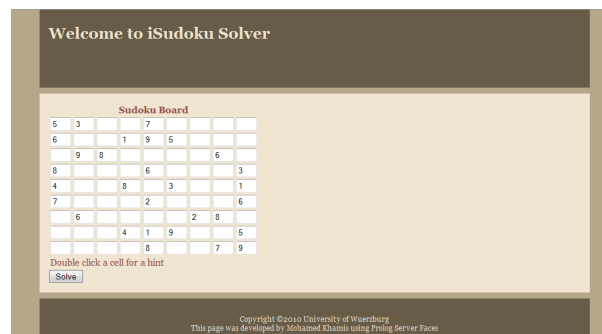 Welcome to iSudoku Solver
Sudoku Board
5 3 7
6 1 9 5
9 8 6
8 6 3
4 8 3 1
7 2 6
6 2 8
4 1 9 5
8 7 9
Double click a cell for a hint
Solve
Copyright ©2010 University of Wuerzburg
This page was developed by Mohamed Khamis using Prolog Server Faces